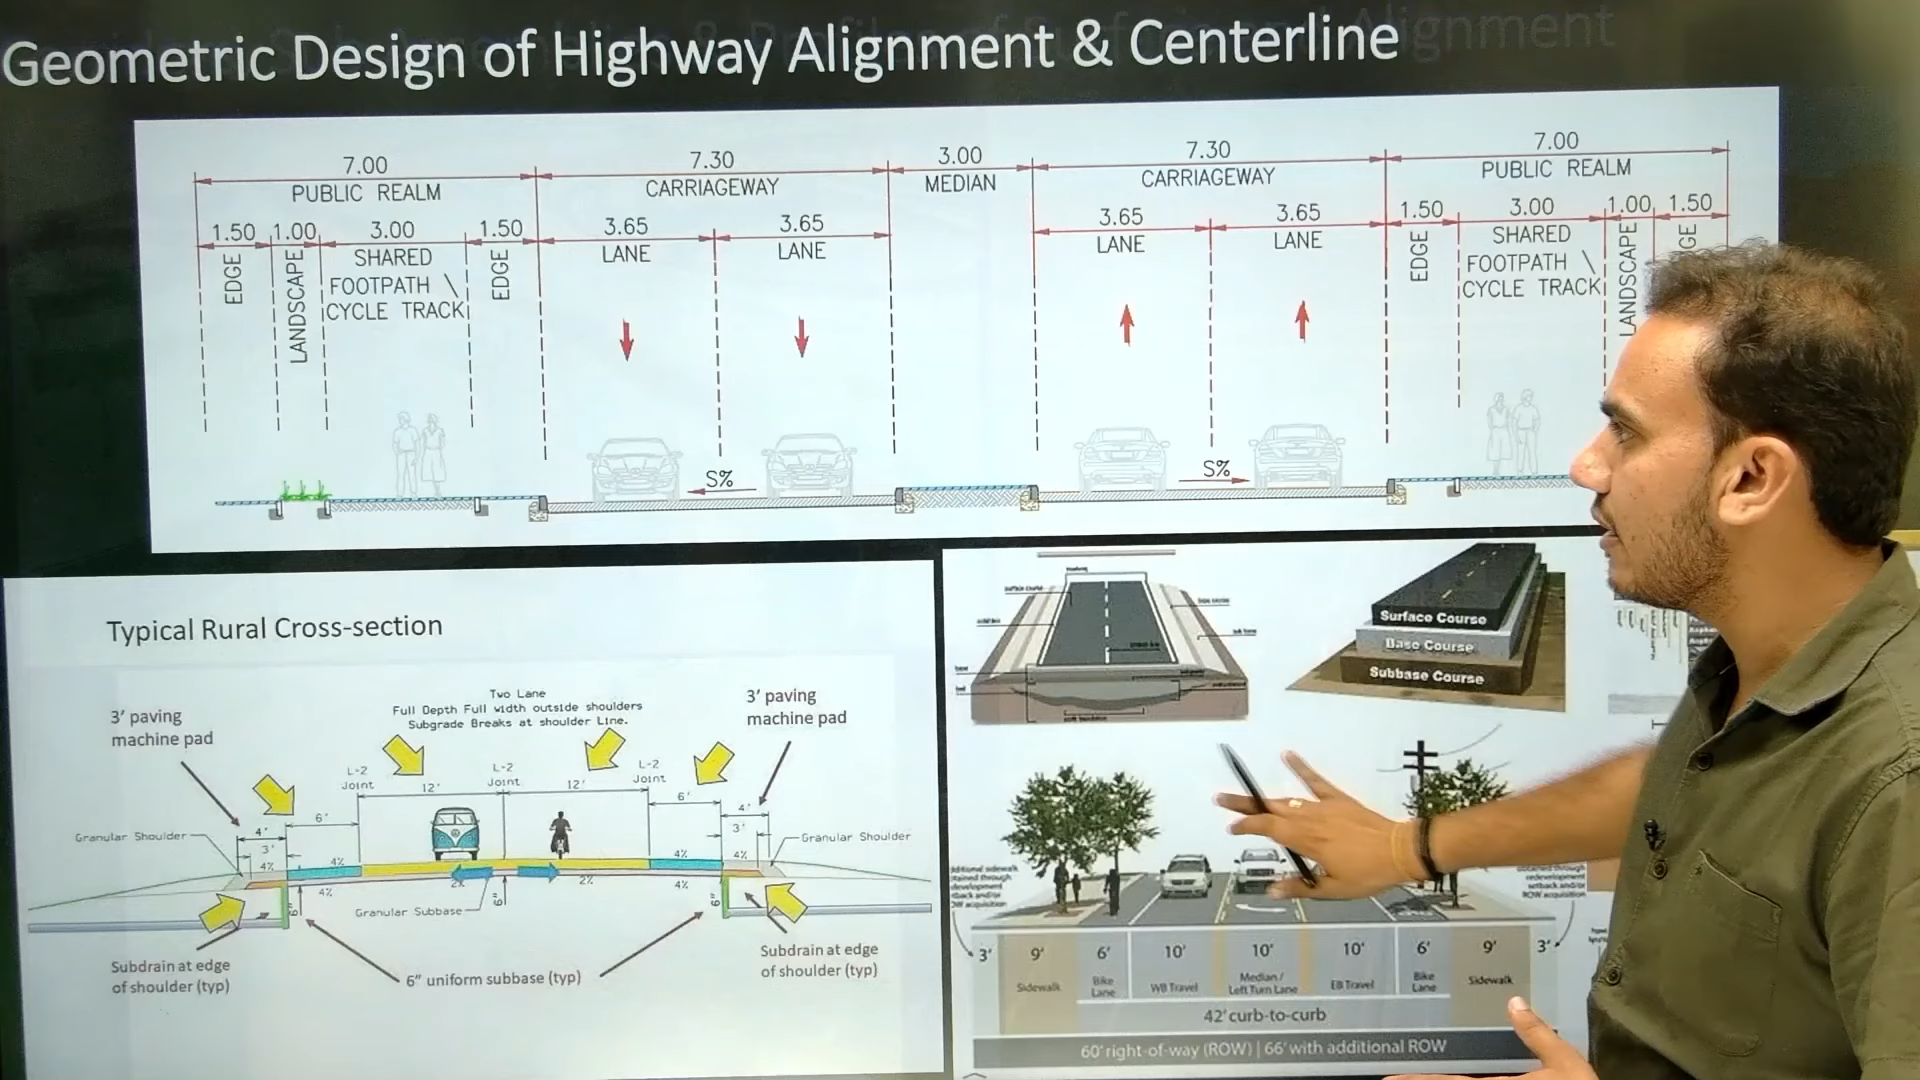 Geometric Design of Highway Alignment & Centerline
ignment
7.00
PUBLIC REALM
7.30
CARRIAGEWAY
3.00
MEDIAN
7.30
CARRIAGEWAY
7.00
PUBLIC REALM
1.50
EDGE
1.00
LANDSCAPE
3.00
SHARED
FOOTPATH \
CYCLE TRACK
1.50
EDGE
3.65
LANE
3.65
LANE
3.65
LANE
3.65
LANE
1.50
EDGE
3.00
SHARED
FOOTPATH \
CYCLE TRACK
1.00
LANDSCAPE
1.50
S%
S%
Typical Rural Cross-section
3' paving
machine pad
Two Lane
Full Depth Full width outside shoulders
Subgrade Breaks at shoulder Line.
3' paving
machine pad
L-2
Joint
12'
L-2
Joint
12'
L-2
Joint
6'
6'
4'
3'
4'
3'
Granular Shoulder
Granular Shoulder
4%
4%
4%
4%
4%
2%
2%
4%
6"
6"
6"
Granular Subbase
Subdrain at edge
of shoulder (typ)
6" uniform subbase (typ)
Subdrain at edge
of shoulder (typ)
Surface Course
Base Course
Subbase Course
3'
9'
Sidewalk
6'
Bike
Lane
10'
WB Travel
10'
Median /
Left Turn Lane
10'
EB Travel
6'
Bike
Lane
9'
Sidewalk
3'
42' curb-to-curb
60' right-of-way (ROW) | 66' with additional ROW